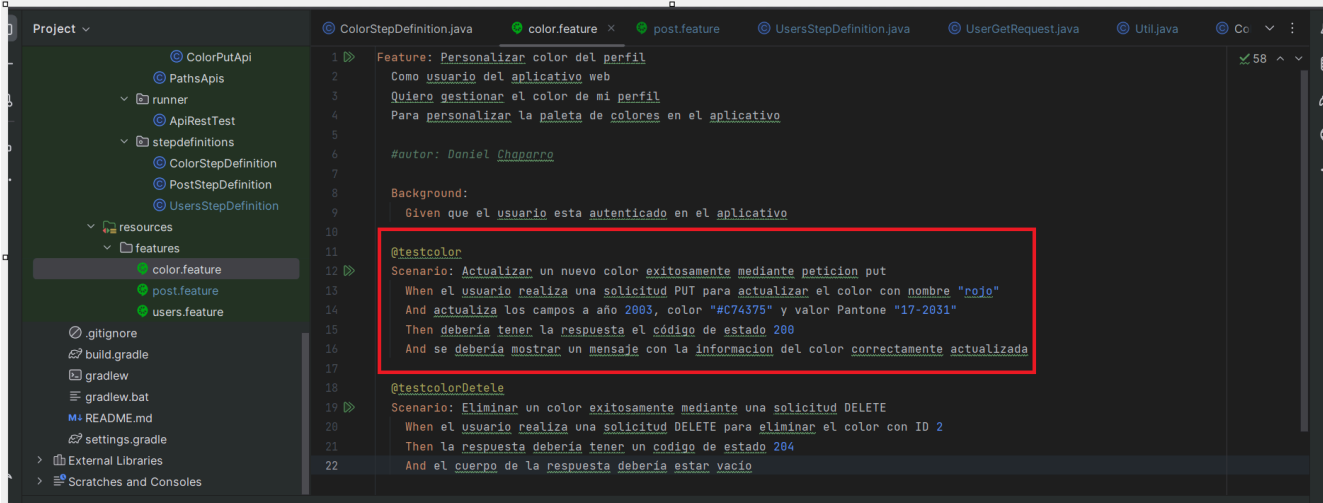 Project
ColorStepDefinition.java
color.feature
post.feature
UsersStepDefinition.java
UserGetRequest.java
Util.java
Co
ColorPutApi
PathsApis
runner
ApiRestTest
stepdefinitions
ColorStepDefinition
PostStepDefinition
UsersStepDefinition
resources
features
color.feature
post.feature
users.feature
.gitignore
build.gradle
gradlew
gradlew.bat
README.md
settings.gradle
External Libraries
Scratches and Consoles
58
1 Feature: Personalizar color del perfil
2 Como usuario del aplicativo web
3 Quiero gestionar el color de mi perfil
4 Para personalizar la paleta de colores en el aplicativo
5
6 #autor: Daniel Chaparro
7
8 Background:
9 Given que el usuario esta autenticado en el aplicativo
10
11 @testcolor
12 Scenario: Actualizar un nuevo color exitosamente mediante peticion put
13 When el usuario realiza una solicitud PUT para actualizar el color con nombre "rojo"
14 And actualiza los campos a año 2003, color "#C74375" y valor Pantone "17-2031"
15 Then debería tener la respuesta el código de estado 200
16 And se debería mostrar un mensaje con la informacion del color correctamente actualizada
17
18 @testcolorDetele
19 Scenario: Eliminar un color exitosamente mediante una solicitud DELETE
20 When el usuario realiza una solicitud DELETE para eliminar el color con ID 2
21 Then la respuesta debería tener un codigo de estado 204
22 And el cuerpo de la respuesta debería estar vacío